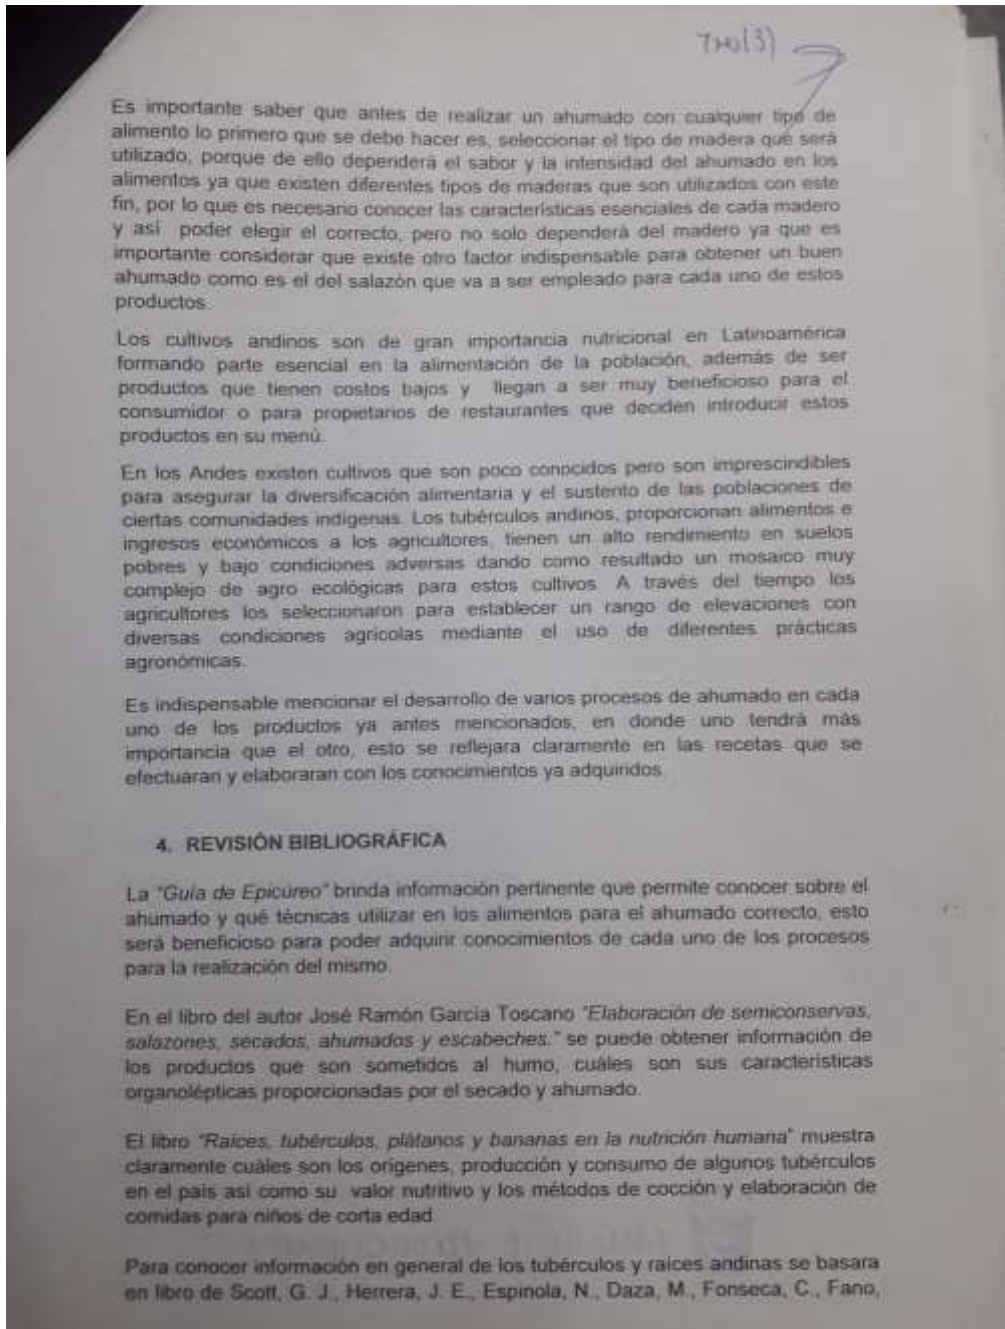 Es importante saber que antes de realizar un ahumado con cualquier tipo de
alimento lo primero que se debe hacer es, seleccionar el tipo de madera que será
utilizado, porque de ello dependerá el sabor y la intensidad del ahumado en los
alimentos ya que existen diferentes tipos de maderas que son utilizados con este
fin, por lo que es necesario conocer las características esenciales de cada madero
y así poder elegir el correcto, pero no solo dependerá del madero ya que es
importante considerar que existe otro factor indispensable para obtener un buen
ahumado como es el del salazón que va a ser empleado para cada uno de estos
productos.
Los cultivos andinos son de gran importancia nutricional en Latinoamérica
formando parte esencial en la alimentación de la población, además de ser
productos que tienen costos bajos y llegan a ser muy beneficioso para el
consumidor o para propietarios de restaurantes que deciden introducir estos
productos en su menú.
En los Andes existen cultivos que son poco conocidos pero son imprescindibles
para asegurar la diversificación alimentaria y el sustento de las poblaciones de
ciertas comunidades indígenas. Los tubérculos andinos, proporcionan alimentos e
ingresos económicos a los agricultores, tienen un alto rendimiento en suelos
pobres y bajo condiciones adversas dando como resultado un mosaico muy
complejo de agro ecológicas para estos cultivos. A través del tiempo los
agricultores los seleccionaron para establecer un rango de elevaciones con
diversas condiciones agrícolas mediante el uso de diferentes prácticas
agronómicas.
Es indispensable mencionar el desarrollo de varios procesos de ahumado en cada
uno de los productos ya antes mencionados, en donde uno tendrá más
importancia que el otro, esto se reflejara claramente en las recetas que se
efectuaran y elaboraran con los conocimientos ya adquiridos.
4. REVISIÓN BIBLIOGRÁFICA
La "Guía de Epicúreo" brinda información pertinente que permite conocer sobre el
ahumado y qué técnicas utilizar en los alimentos para el ahumado correcto, esto
será beneficioso para poder adquirir conocimientos de cada uno de los procesos
para la realización del mismo.
En el libro del autor José Ramón García Toscano "Elaboración de semiconservas,
salazones, secados, ahumados y escabeches." se puede obtener información de
los productos que son sometidos al humo, cuáles son sus características
organolépticas proporcionadas por el secado y ahumado.
El libro "Raíces, tubérculos, plátanos y bananas en la nutrición humana" muestra
claramente cuáles son los orígenes, producción y consumo de algunos tubérculos
en el país así como su valor nutritivo y los métodos de cocción y elaboración de
comidas para niños de corta edad.
Para conocer información en general de los tubérculos y raíces andinas se basara
en libro de Scott, G. J., Herrera, J. E., Espinola, N., Daza, M., Fonseca, C., Fano,